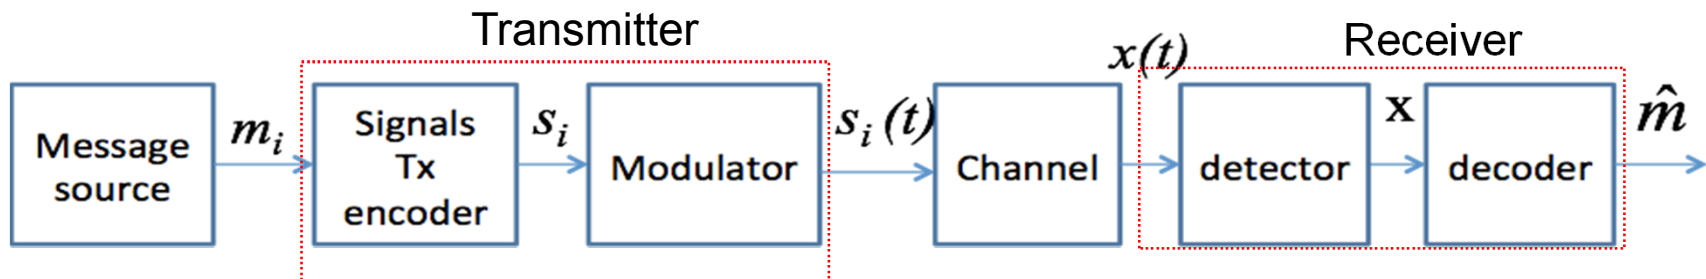 Transmitter
Receiver
Message
source
m_i
Signals
Tx
encoder
s_i
Modulator
s_i(t)
Channel
x(t)
detector
x
decoder
m̂